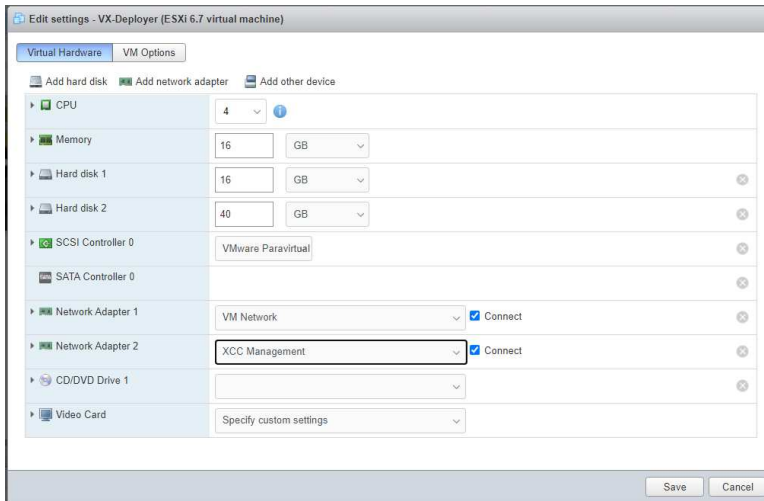 Edit settings - VX-Deployer (ESXi 6.7 virtual machine)
Virtual Hardware VM Options
Add hard disk Add network adapter Add other device
CPU 4
Memory 16 GB
Hard disk 1 16 GB
Hard disk 2 40 GB
SCSI Controller 0 VMware Paravirtual
SATA Controller 0
Network Adapter 1 VM Network Connect
Network Adapter 2 XCC Management Connect
CD/DVD Drive 1
Video Card Specify custom settings
Save Cancel